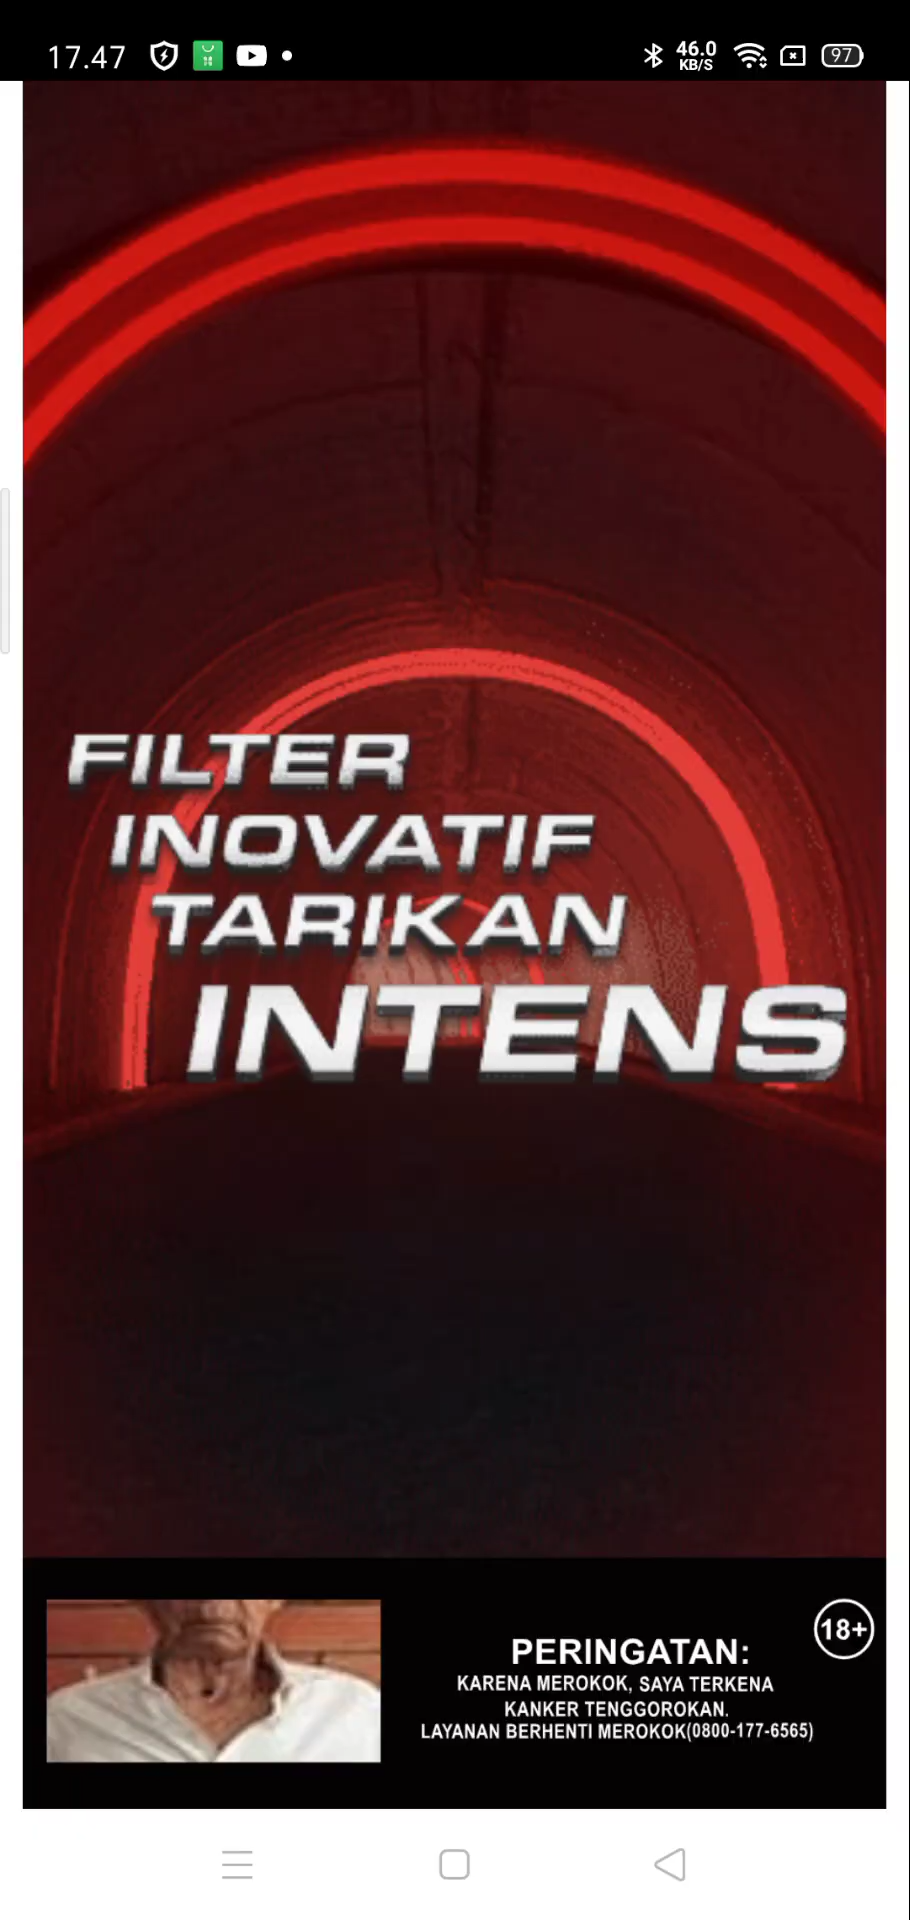 17.47
46.0
KB/S
97
FILTER
INOVATIF
TARIKAN
INTENS
18+
PERINGATAN:
KARENA MEROKOK, SAYA TERKENA
KANKER TENGGOROKAN.
LAYANAN BERHENTI MEROKOK(0800-177-6565)